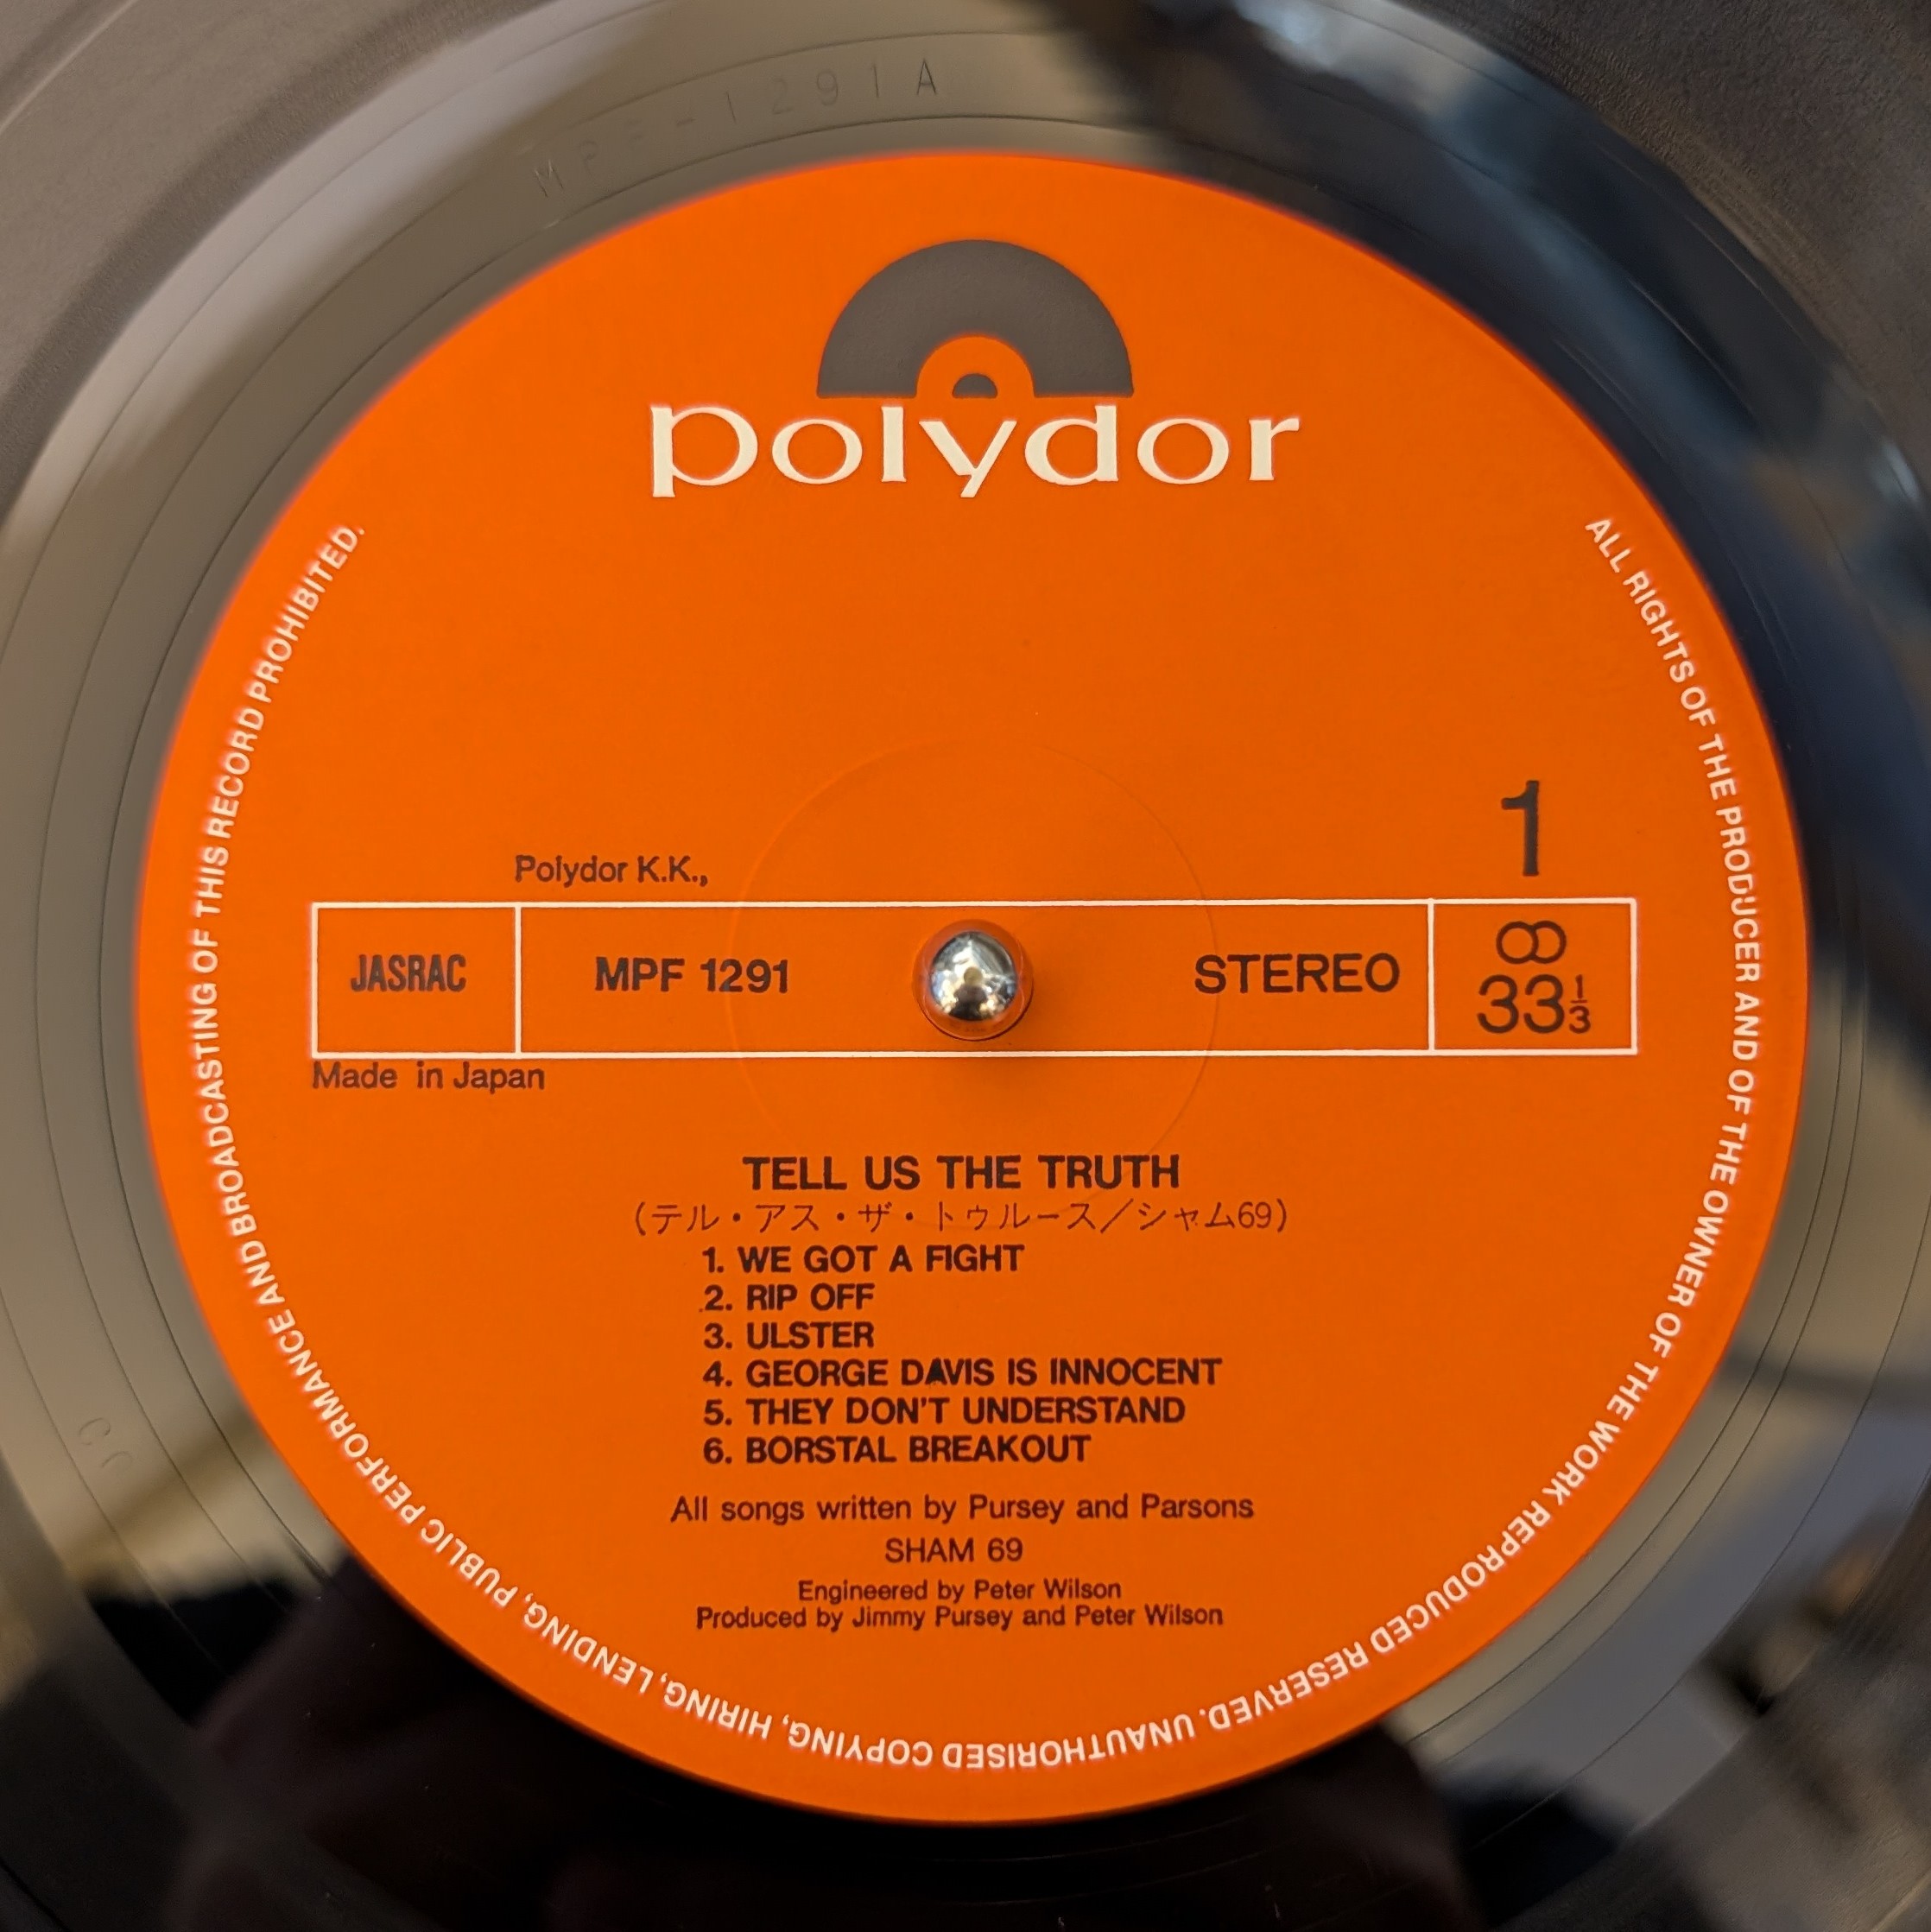 MPF-1291A
polydor
1
Polydor K.K.,
JASRAC
MPF 1291
STEREO
33 1/3
Made in Japan
TELL US THE TRUTH
(テル・アス・ザ・トゥルース／シャム69)
1. WE GOT A FIGHT
2. RIP OFF
3. ULSTER
4. GEORGE DAVIS IS INNOCENT
5. THEY DON'T UNDERSTAND
6. BORSTAL BREAKOUT
All songs written by Pursey and Parsons
SHAM 69
Engineered by Peter Wilson
Produced by Jimmy Pursey and Peter Wilson
ALL RIGHTS OF THE PRODUCER AND OF THE OWNER OF THE WORK REPRODUCED RESERVED. UNAUTHORISED COPYING, HIRING, LENDING, PUBLIC PERFORMANCE AND BROADCASTING OF THIS RECORD PROHIBITED.